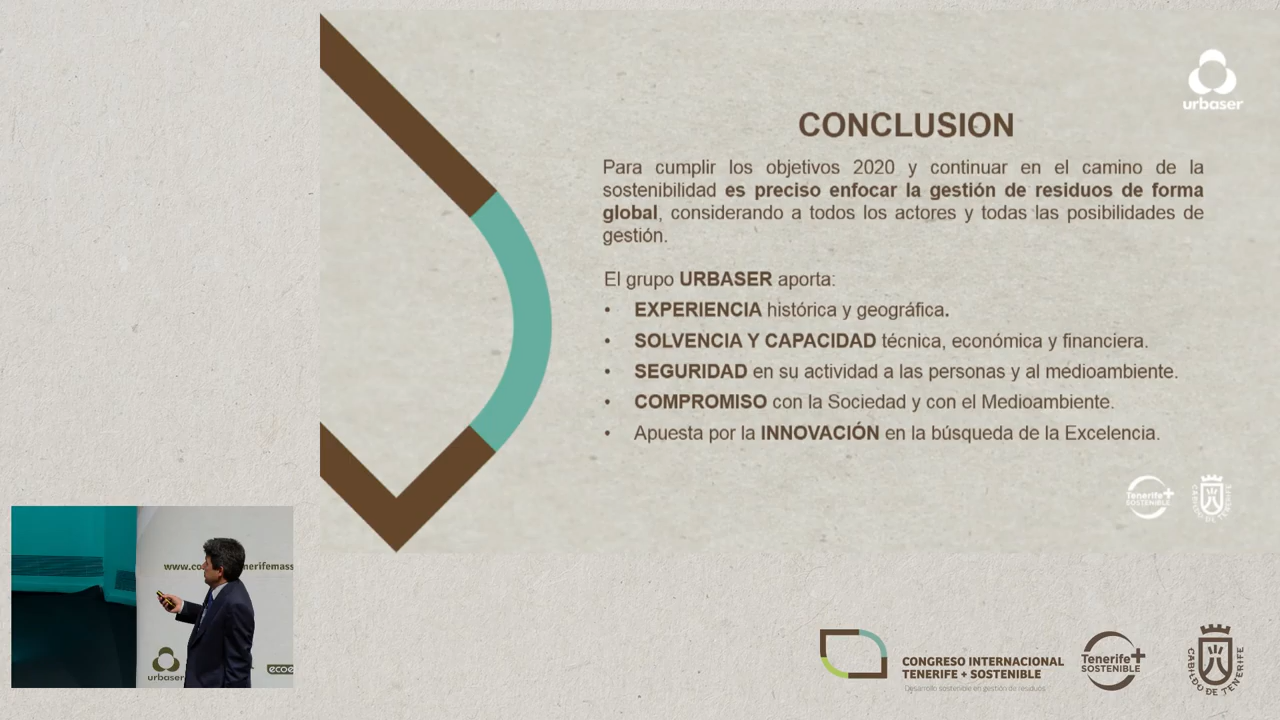 urbaser
CONCLUSION
Para cumplir los objetivos 2020 y continuar en el camino de la
sostenibilidad es preciso enfocar la gestión de residuos de forma
global, considerando a todos los actores y todas las posibilidades de
gestión.
El grupo URBASER aporta:
• EXPERIENCIA histórica y geográfica.
• SOLVENCIA Y CAPACIDAD técnica, económica y financiera.
• SEGURIDAD en su actividad a las personas y al medioambiente.
• COMPROMISO con la Sociedad y con el Medioambiente.
• Apuesta por la INNOVACIÓN en la búsqueda de la Excelencia.
Tenerife+
SOSTENIBLE
CABILDO DE TENERIFE
www.co
nerifemass
urbaser
ecoe
CONGRESO INTERNACIONAL
TENERIFE + SOSTENIBLE
Desarrollo sostenible en gestión de residuos
Tenerife+
SOSTENIBLE
CABILDO DE TENERIFE